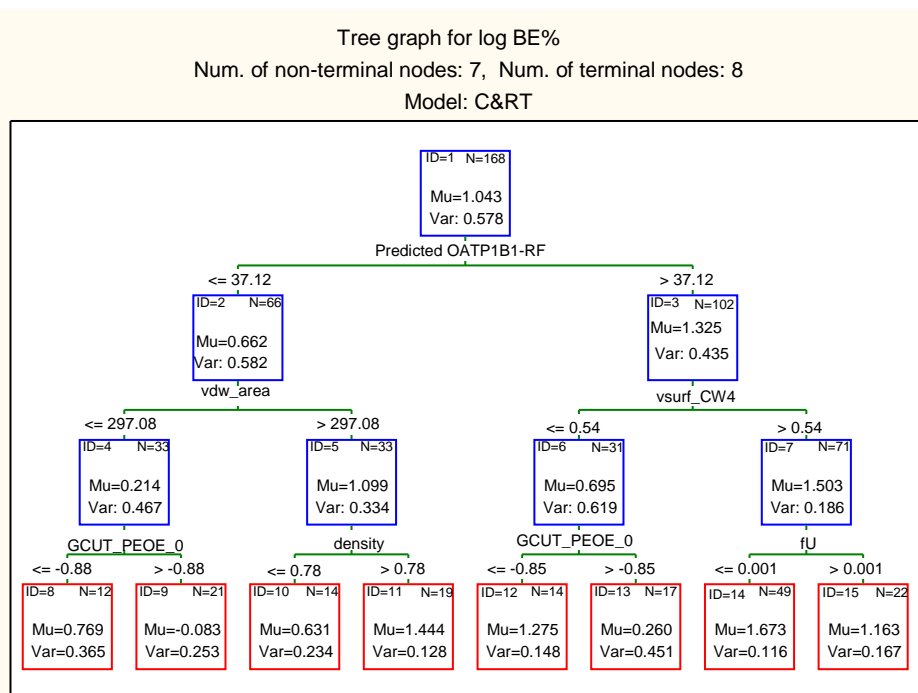 Tree graph for log BE%
Num. of non-terminal nodes: 7, Num. of terminal nodes: 8
Model: C&RT
ID=1 N=168
Mu=1.043
Var: 0.578
Predicted OATP1B1-RF
<= 37.12 > 37.12
ID=2 N=66 ID=3 N=102
Mu=0.662 Mu=1.325
Var: 0.582 Var: 0.435
vdw_area vsurf_CW4
<= 297.08 > 297.08 <= 0.54 > 0.54
ID=4 N=33 ID=5 N=33 ID=6 N=31 ID=7 N=71
Mu=0.214 Mu=1.099 Mu=0.695 Mu=1.503
Var: 0.467 Var: 0.334 Var: 0.619 Var: 0.186
GCUT_PEOE_0 density GCUT_PEOE_0 fU
<= -0.88 > -0.88 <= 0.78 > 0.78 <= -0.85 > -0.85 <= 0.001 > 0.001
ID=8 N=12 ID=9 N=21 ID=10 N=14 ID=11 N=19 ID=12 N=14 ID=13 N=17 ID=14 N=49 ID=15 N=22
Mu=0.769 Mu=-0.083 Mu=0.631 Mu=1.444 Mu=1.275 Mu=0.260 Mu=1.673 Mu=1.163
Var=0.365 Var=0.253 Var=0.234 Var=0.128 Var=0.148 Var=0.451 Var=0.116 Var=0.167